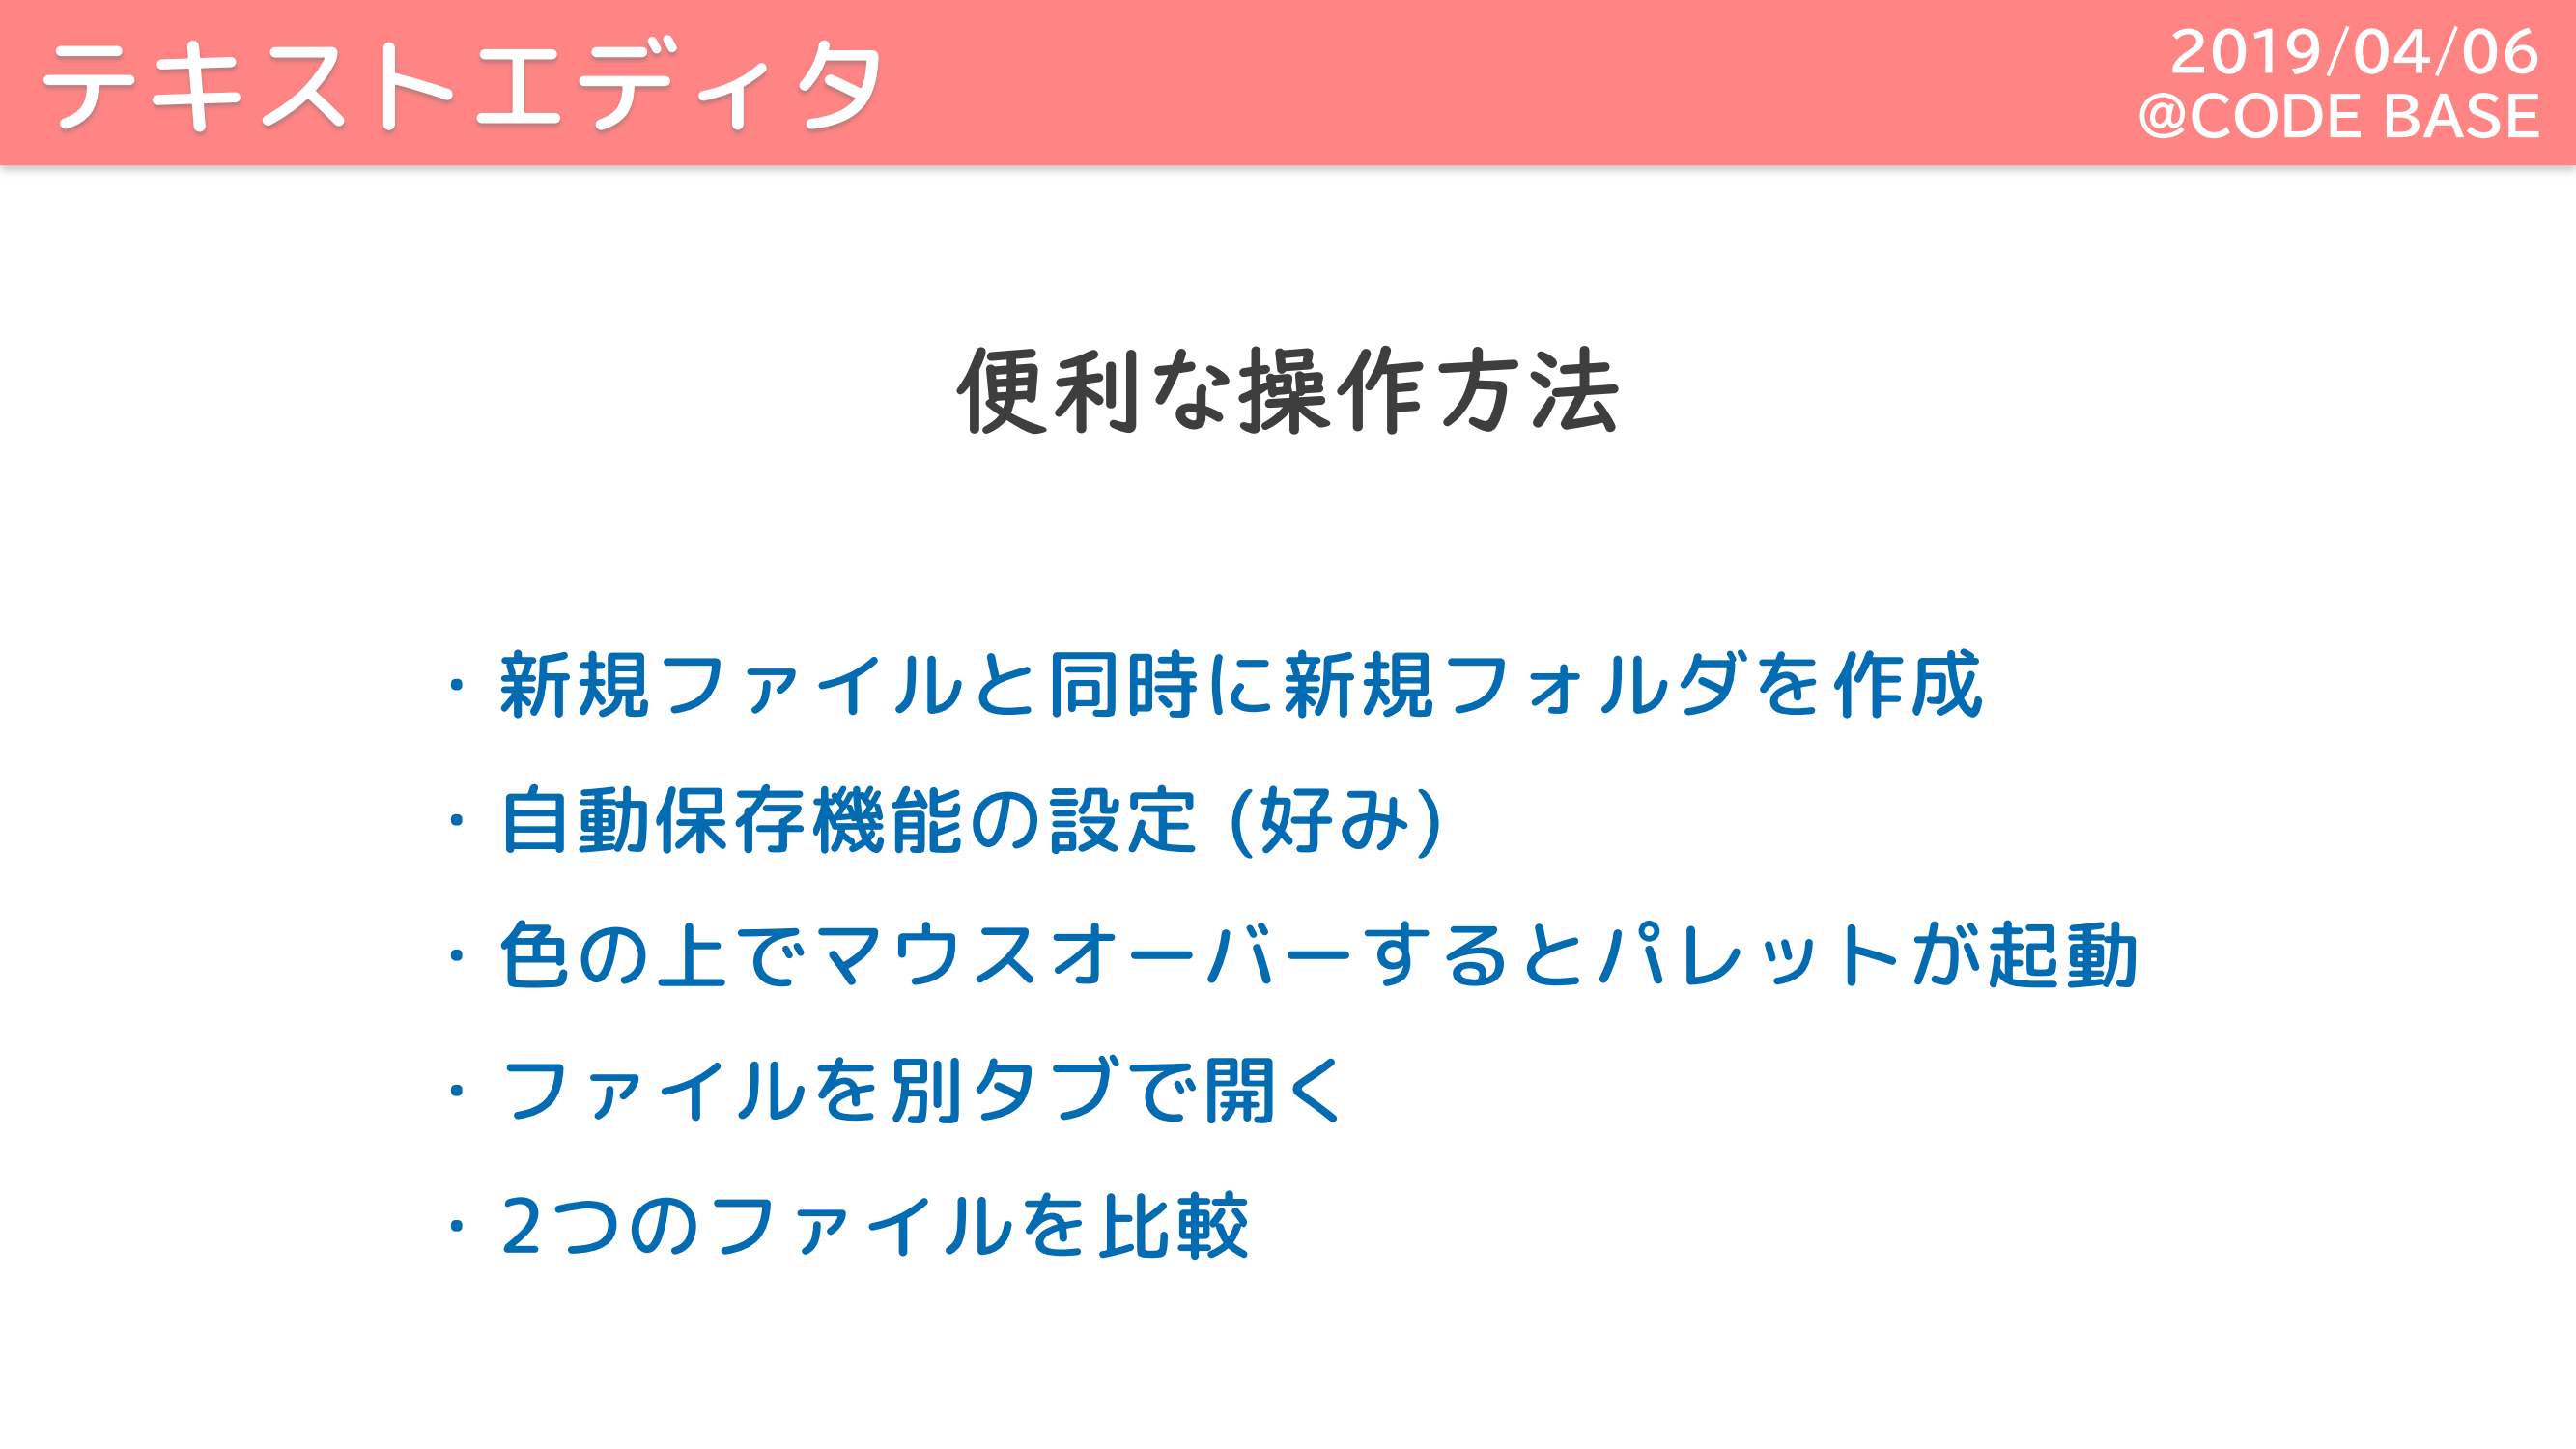 テキストエディタ
2019/04/06
@CODE BASE
便利な操作方法
・新規ファイルと同時に新規フォルダを作成
・自動保存機能の設定 (好み)
・色の上でマウスオーバーするとパレットが起動
・ファイルを別タブで開く
・2つのファイルを比較